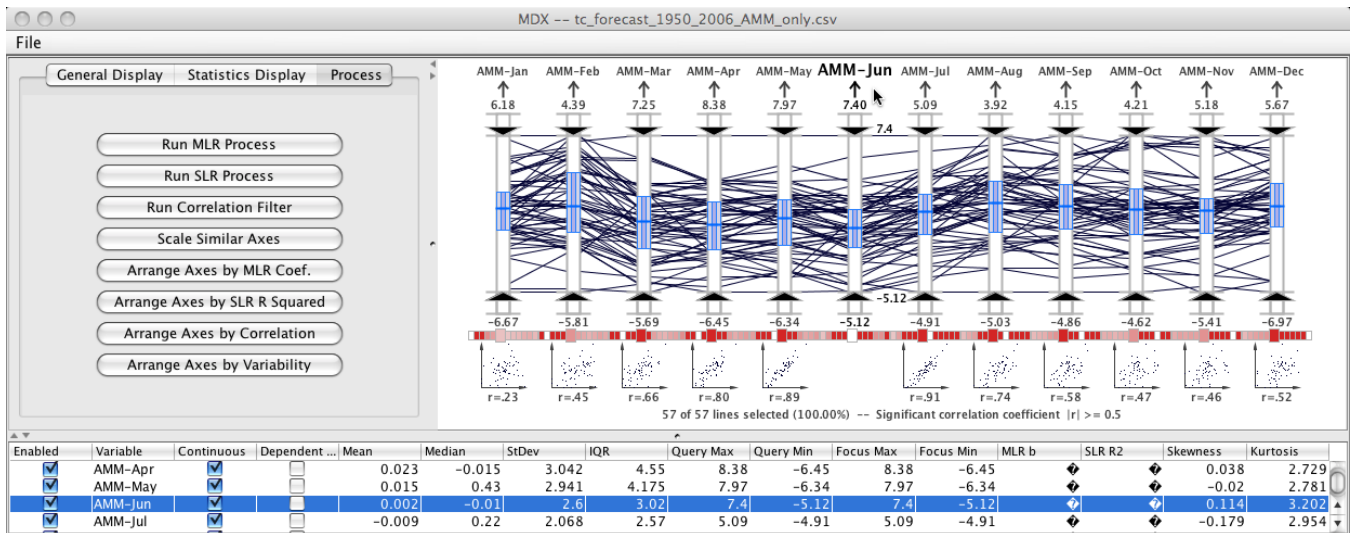 MDX -- tc_forecast_1950_2006_AMM_only.csv
File
General Display Statistics Display Process
Run MLR Process
Run SLR Process
Run Correlation Filter
Scale Similar Axes
Arrange Axes by MLR Coef.
Arrange Axes by SLR R Squared
Arrange Axes by Correlation
Arrange Axes by Variability
AMM-Jan AMM-Feb AMM-Mar AMM-Apr AMM-May AMM-Jun AMM-Jul AMM-Aug AMM-Sep AMM-Oct AMM-Nov AMM-Dec
6.18 4.39 7.25 8.38 7.97 7.40 5.09 3.92 4.15 4.21 5.18 5.67
7.4
-5.12
-6.67 -5.81 -5.69 -6.45 -6.34 -5.12 -4.91 -5.03 -4.86 -4.62 -5.41 -6.97
r=.23 r=.45 r=.66 r=.80 r=.89 r=.91 r=.74 r=.58 r=.47 r=.46 r=.52
57 of 57 lines selected (100.00%) -- Significant correlation coefficient |r| >= 0.5
Enabled Variable Continuous Dependent ... Mean Median StDev IQR Query Max Query Min Focus Max Focus Min MLR b SLR R2 Skewness Kurtosis
AMM-Apr 0.023 -0.015 3.042 4.55 8.38 -6.45 8.38 -6.45 � � 0.038 2.729
AMM-May 0.015 0.43 2.941 4.175 7.97 -6.34 7.97 -6.34 � � -0.02 2.781
AMM-Jun 0.002 -0.01 2.6 3.02 7.4 -5.12 7.4 -5.12 � � 0.114 3.202
AMM-Jul -0.009 0.22 2.068 2.57 5.09 -4.91 5.09 -4.91 � � -0.179 2.954